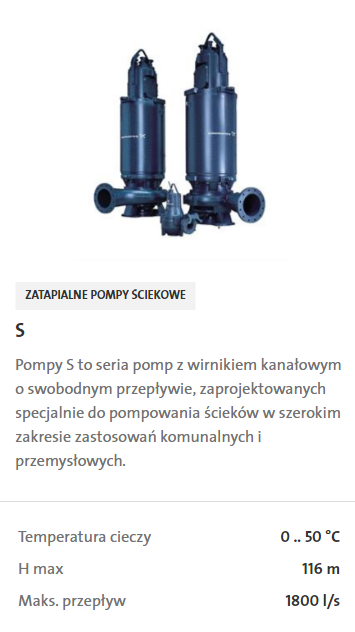 ZATAPIALNE POMPY SCIEKOWE
S
Pompy S to seria pomp z wirnikiem kanałowym
o swobodnym przepływie, zaprojektowanych
specjalnie do pompowania ścieków w szerokim
zakresie zastosowań komunalnych i
przemysłowych.
Temperatura cieczy 0 .. 50 °C
H max 116 m
Maks. przepływ 1800 l/s